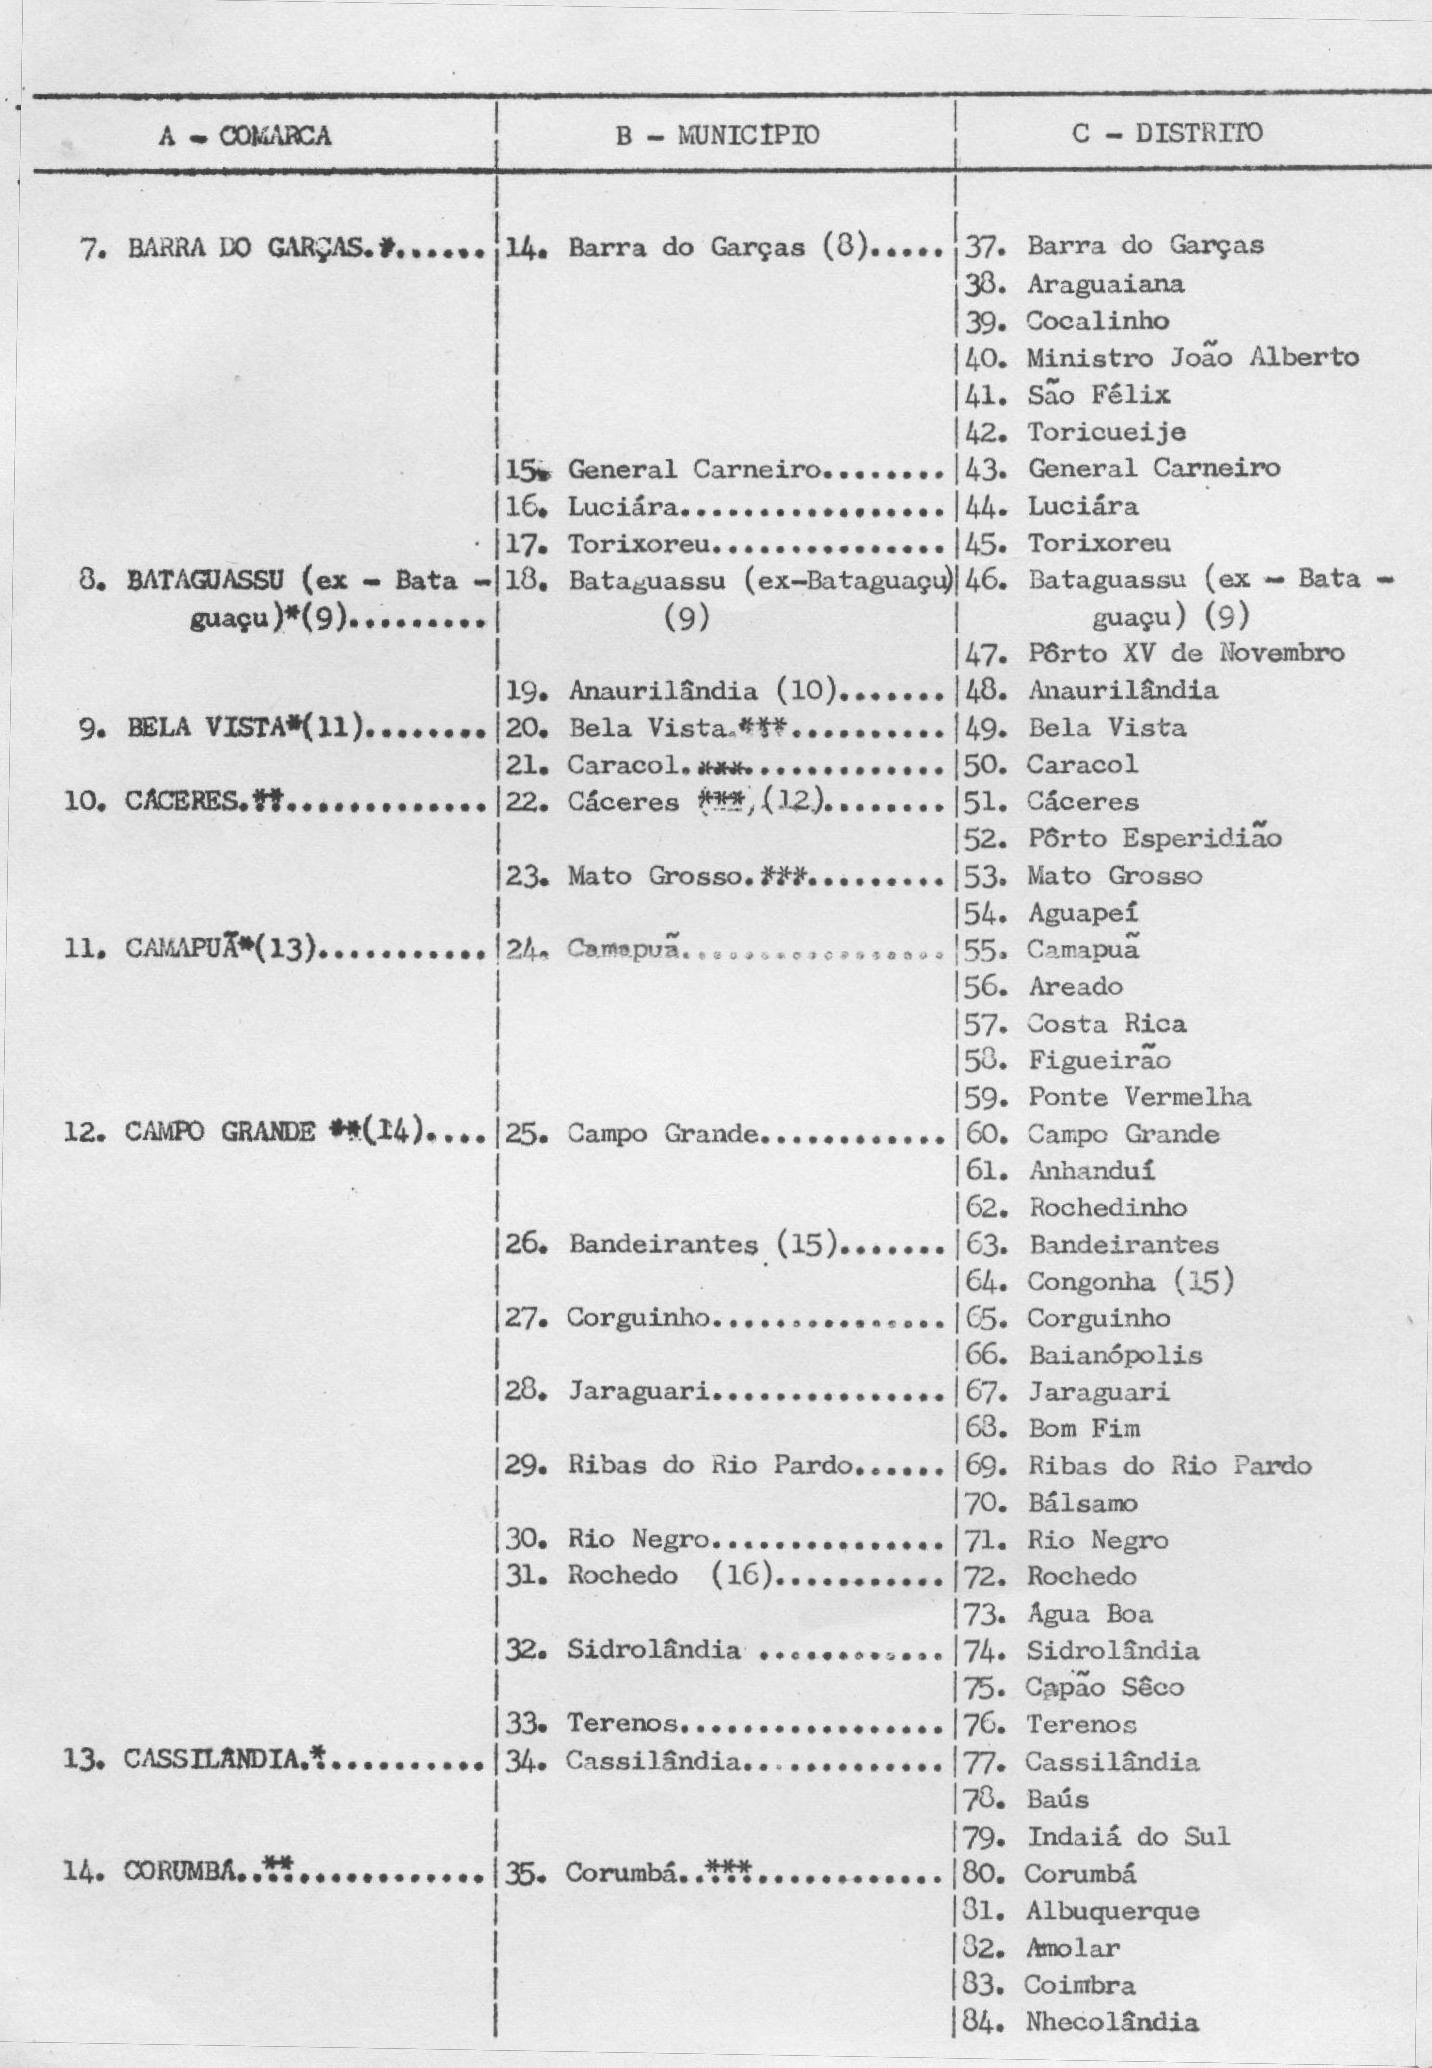 A - COMARCA B - MUNICÍPIO C - DISTRITO
7. BARRA DO GARÇAS.*...... 14. Barra do Garças (8)..... 37. Barra do Garças
38. Araguaiana
39. Cocalinho
40. Ministro João Alberto
41. São Félix
42. Toricueije
15. General Carneiro........ 43. General Carneiro
16. Luciára................. 44. Luciára
17. Torixoreu............... 45. Torixoreu
8. BATAGUASSU (ex - Bata - 18. Bataguassu (ex-Bataguaçu) 46. Bataguassu (ex - Bata -
guaçu)*(9)......... (9) guaçu) (9)
47. Pôrto XV de Novembro
19. Anaurilândia (10)....... 48. Anaurilândia
9. BELA VISTA*(11)........ 20. Bela Vista.***.......... 49. Bela Vista
21. Caracol.***............. 50. Caracol
10. CÁCERES.**............. 22. Cáceres ***,(12)........ 51. Cáceres
52. Pôrto Esperidião
23. Mato Grosso.***......... 53. Mato Grosso
54. Aguapeí
11. CAMAPUÃ*(13)........... 24. Camapuã................. 55. Camapuã
56. Areado
57. Costa Rica
58. Figueirão
59. Ponte Vermelha
12. CAMPO GRANDE **(14).... 25. Campo Grande............ 60. Campo Grande
61. Anhanduí
62. Rochedinho
26. Bandeirantes (15)....... 63. Bandeirantes
64. Congonha (15)
27. Corguinho............... 65. Corguinho
66. Baianópolis
28. Jaraguari............... 67. Jaraguari
68. Bom Fim
29. Ribas do Rio Pardo...... 69. Ribas do Rio Pardo
70. Bálsamo
30. Rio Negro............... 71. Rio Negro
31. Rochedo (16)........... 72. Rochedo
73. Água Boa
32. Sidrolândia ............ 74. Sidrolândia
75. Capão Sêco
33. Terenos................. 76. Terenos
13. CASSILANDIA.*.......... 34. Cassilândia............. 77. Cassilândia
78. Baús
79. Indaiá do Sul
14. CORUMBÁ..**............ 35. Corumbá..***............ 80. Corumbá
81. Albuquerque
82. Amolar
83. Coimbra
84. Nhecolândia